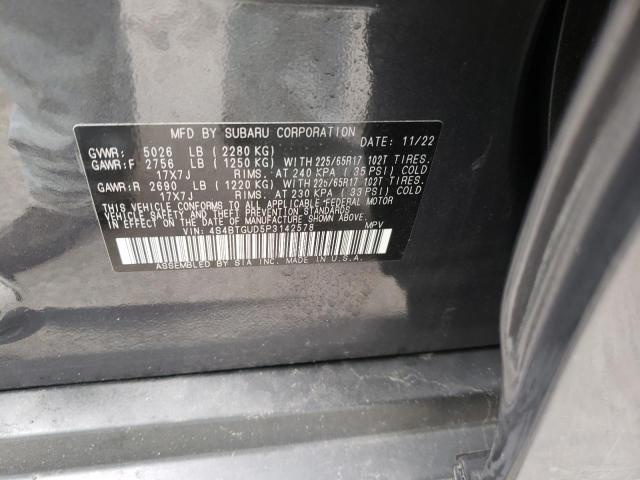 MFD BY SUBARU CORPORATION DATE: 11/22
GVWR: 5026 LB ( 2280 KG)
GAWR:F 2756 LB ( 1250 KG) WITH 225/65R17 102T TIRES.
17X7J RIMS. AT 240 KPA ( 35 PSI) COLD
GAWR:R 2690 LB ( 1220 KG) WITH 225/65R17 102T TIRES.
17X7J RIMS. AT 230 KPA ( 33 PSI) COLD
THIS VEHICLE CONFORMS TO ALL APPLICABLE FEDERAL MOTOR
VEHICLE SAFETY AND THEFT PREVENTION STANDARDS
IN EFFECT ON THE DATE OF MANUFACTURE SHOWN ABOVE.
VIN: 4S4BTGUD5P3142578 MPV
ASSEMBLED BY SIA INC. MADE IN U.S.A.